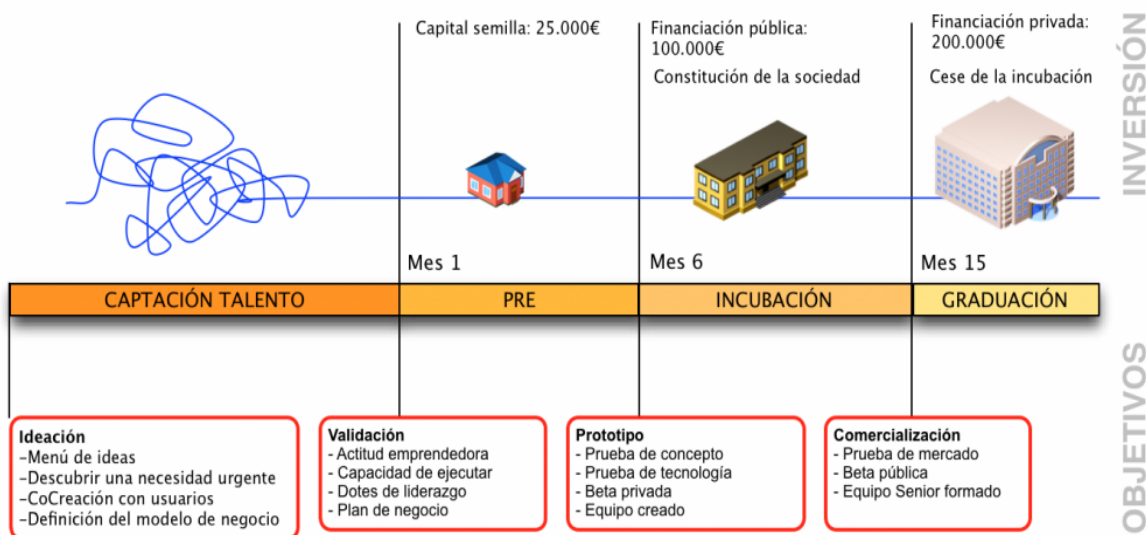 Capital semilla: 25.000€
Financiación pública:
100.000€
Constitución de la sociedad
Financiación privada:
200.000€
Cese de la incubación
INVERSIÓN
Mes 1
Mes 6
Mes 15
CAPTACIÓN TALENTO
PRE
INCUBACIÓN
GRADUACIÓN
Ideación
-Menú de ideas
-Descubrir una necesidad urgente
-CoCreación con usuarios
-Definición del modelo de negocio
Validación
- Actitud emprendedora
- Capacidad de ejecutar
- Dotes de liderazgo
- Plan de negocio
Prototipo
- Prueba de concepto
- Prueba de tecnología
- Beta privada
- Equipo creado
Comercialización
- Prueba de mercado
- Beta pública
- Equipo Senior formado
OBJETIVOS